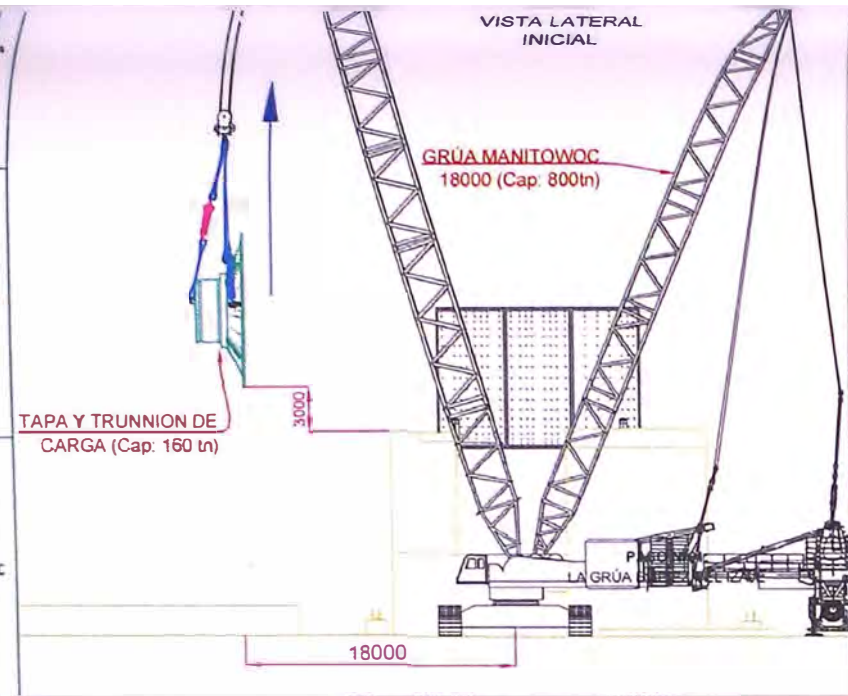 VISTA LATERAL
INICIAL
GRÚA MANITOWOC
18000 (Cap: 800tn)
3000
TAPA Y TRUNNION DE
CARGA (Cap: 160 tn)
LA GRÚA
18000